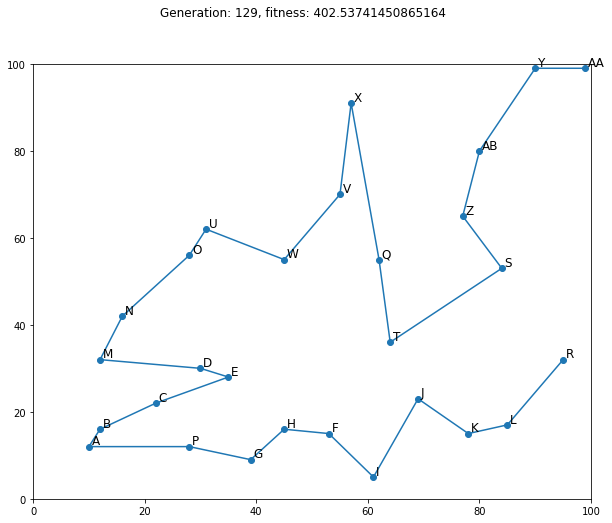 Generation: 129, fitness: 402.53741450865164
100
80
60
40
20
0
Y
AA
X
AB
V
Z
U
O
W
Q
S
N
T
M
D
E
R
J
C
B
H
F
K
L
A
P
G
I
0
20
40
60
80
100